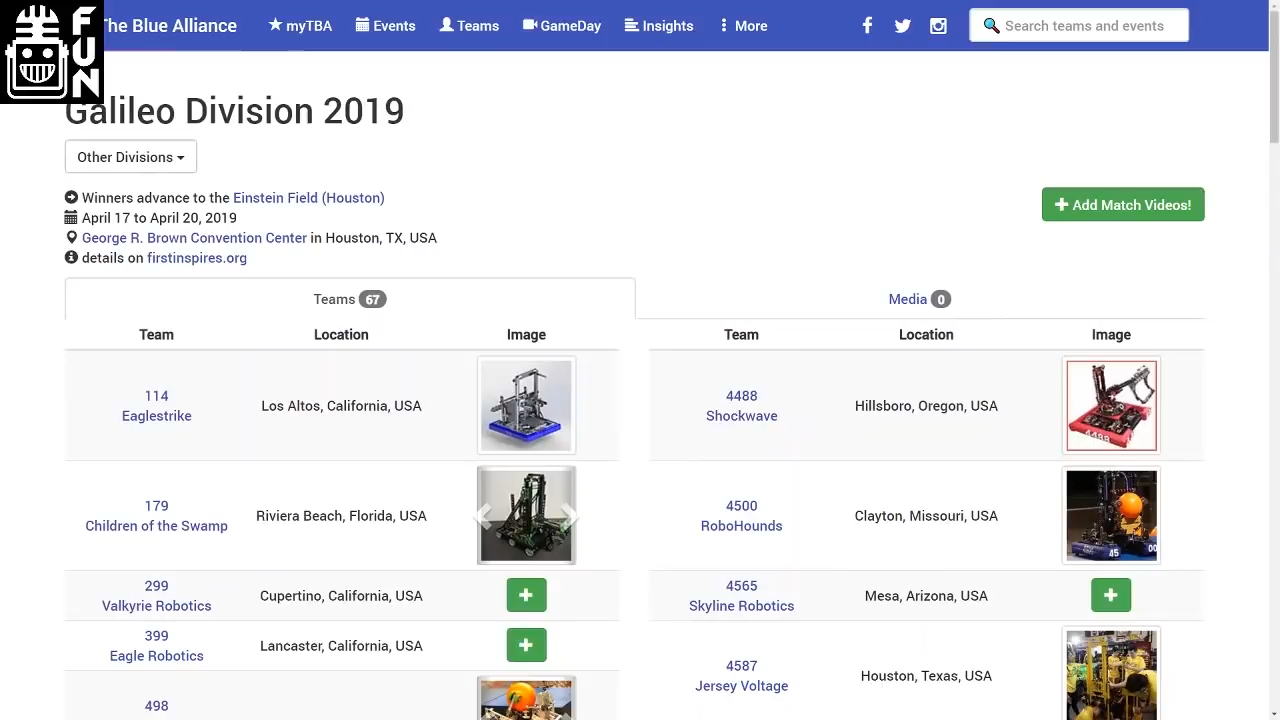 FUN
The Blue Alliance
myTBA
Events
Teams
GameDay
Insights
More
Search teams and events
Galileo Division 2019
Other Divisions
Winners advance to the Einstein Field (Houston)
April 17 to April 20, 2019
George R. Brown Convention Center in Houston, TX, USA
details on firstinspires.org
Add Match Videos!
Teams 67
Media 0
Team Location Image
114
Eaglestrike
Los Altos, California, USA
179
Children of the Swamp
Riviera Beach, Florida, USA
299
Valkyrie Robotics
Cupertino, California, USA
399
Eagle Robotics
Lancaster, California, USA
498
Team Location Image
4488
Shockwave
Hillsboro, Oregon, USA
4488
4500
RoboHounds
Clayton, Missouri, USA
45 00
4565
Skyline Robotics
Mesa, Arizona, USA
4587
Jersey Voltage
Houston, Texas, USA